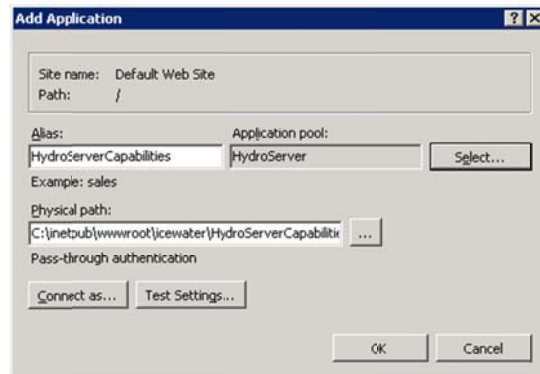 Add Application
Site name: Default Web Site
Path: /
Alias: Application pool:
HydroServerCapabilities HydroServer Select...
Example: sales
Physical path:
C:\inetpub\wwwroot\icewater\HydroServerCapabilitie ...
Pass-through authentication
Connect as... Test Settings...
OK Cancel